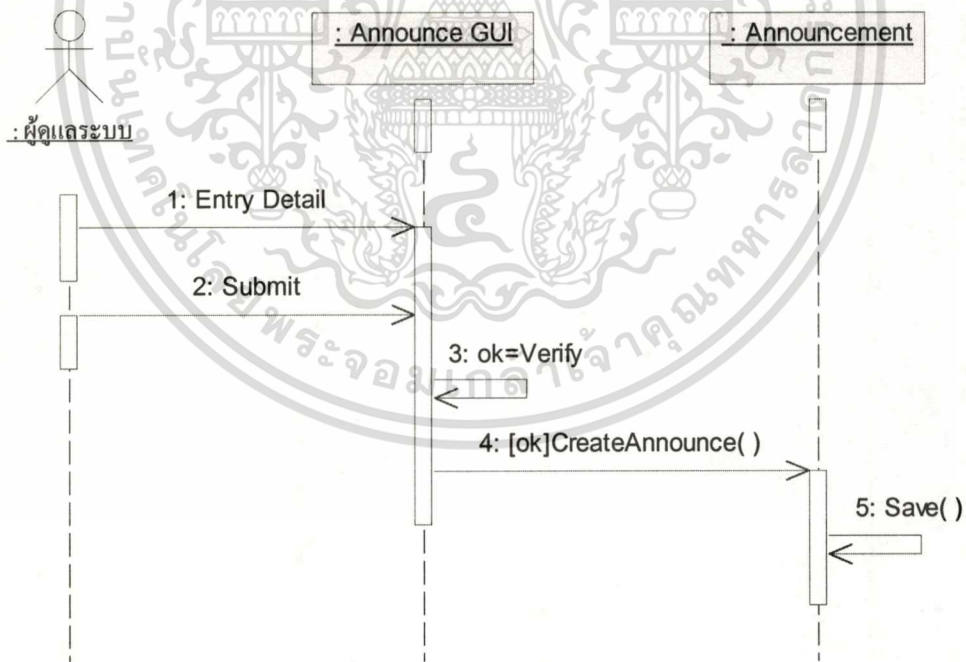 : Announce GUI
: Announcement
: ผู้ดูแลระบบ
1: Entry Detail
2: Submit
3: ok=Verify
4: [ok]CreateAnnounce( )
5: Save( )